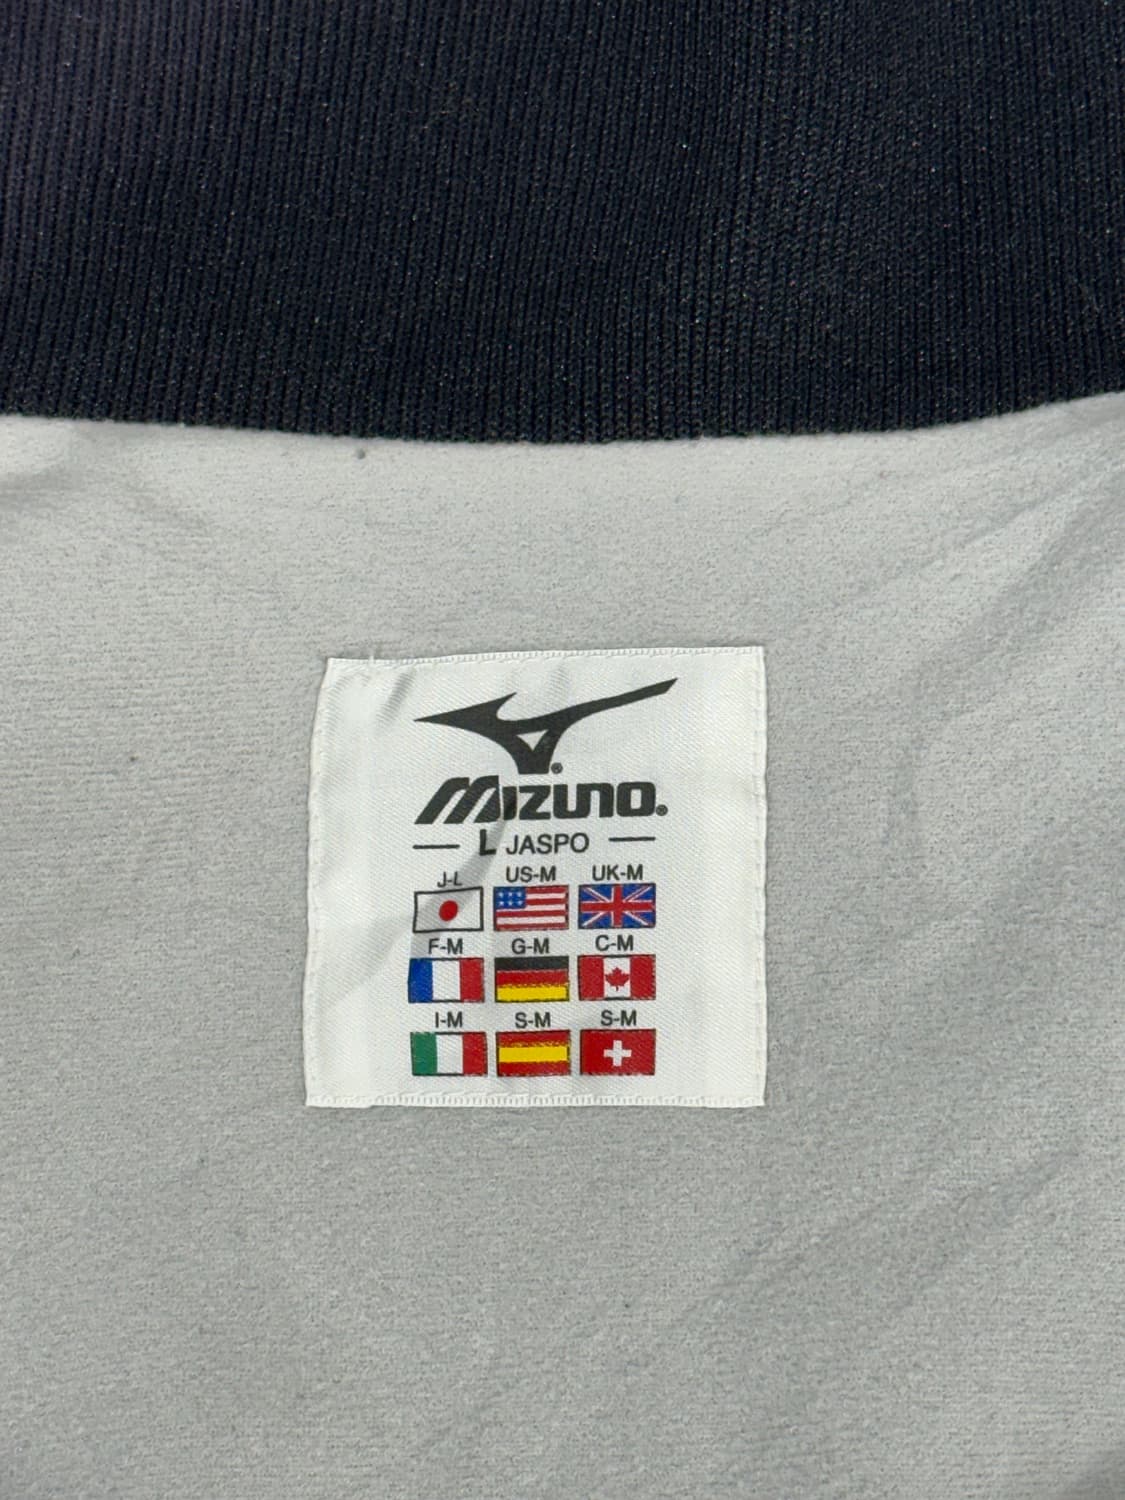 MIZUNO®
L JASPO
J-L US-M UK-M
F-M G-M C-M
I-M S-M S-M